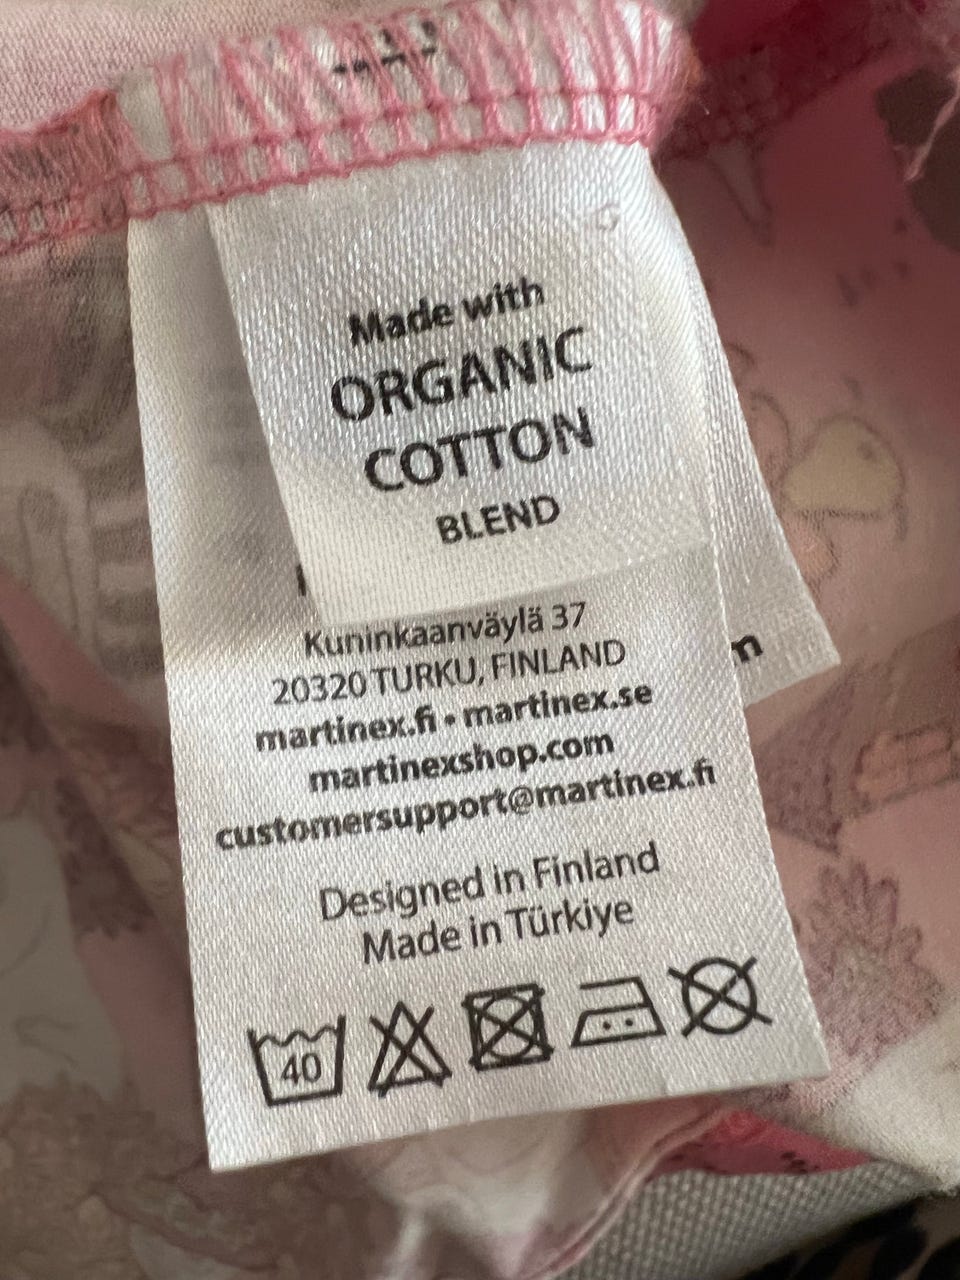 Made with
ORGANIC
COTTON
BLEND
Kuninkaanväylä 37
20320 TURKU, FINLAND
martinex.fi • martinex.se
martinexshop.com
customersupport@martinex.fi
Designed in Finland
Made in Türkiye
40